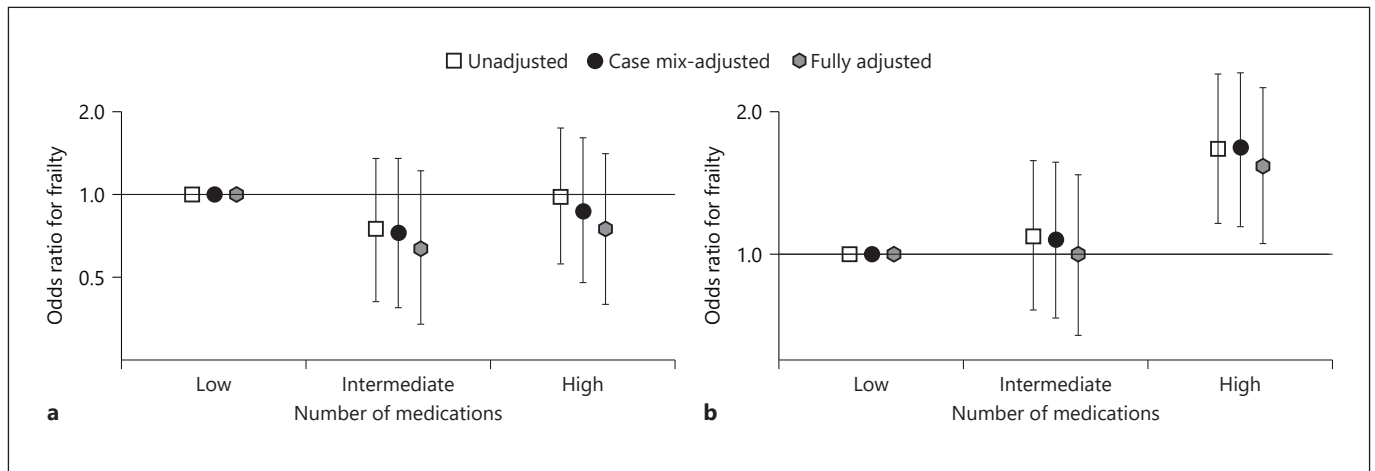 Unadjusted Case mix-adjusted Fully adjusted
2.0
1.0
0.5
Odds ratio for frailty
Low Intermediate High
Number of medications
a
2.0
1.0
Odds ratio for frailty
Low Intermediate High
Number of medications
b